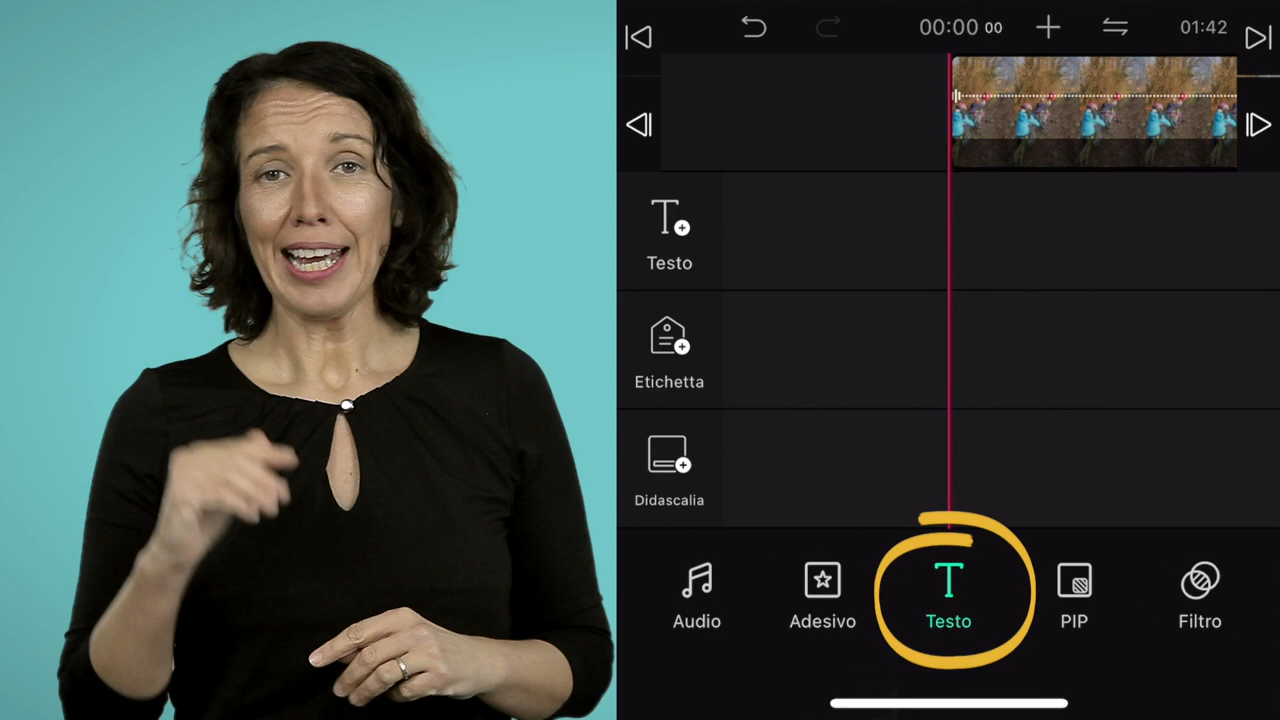 00:00 00
01:42
Testo
Etichetta
Didascalia
Audio
Adesivo
Testo
PIP
Filtro